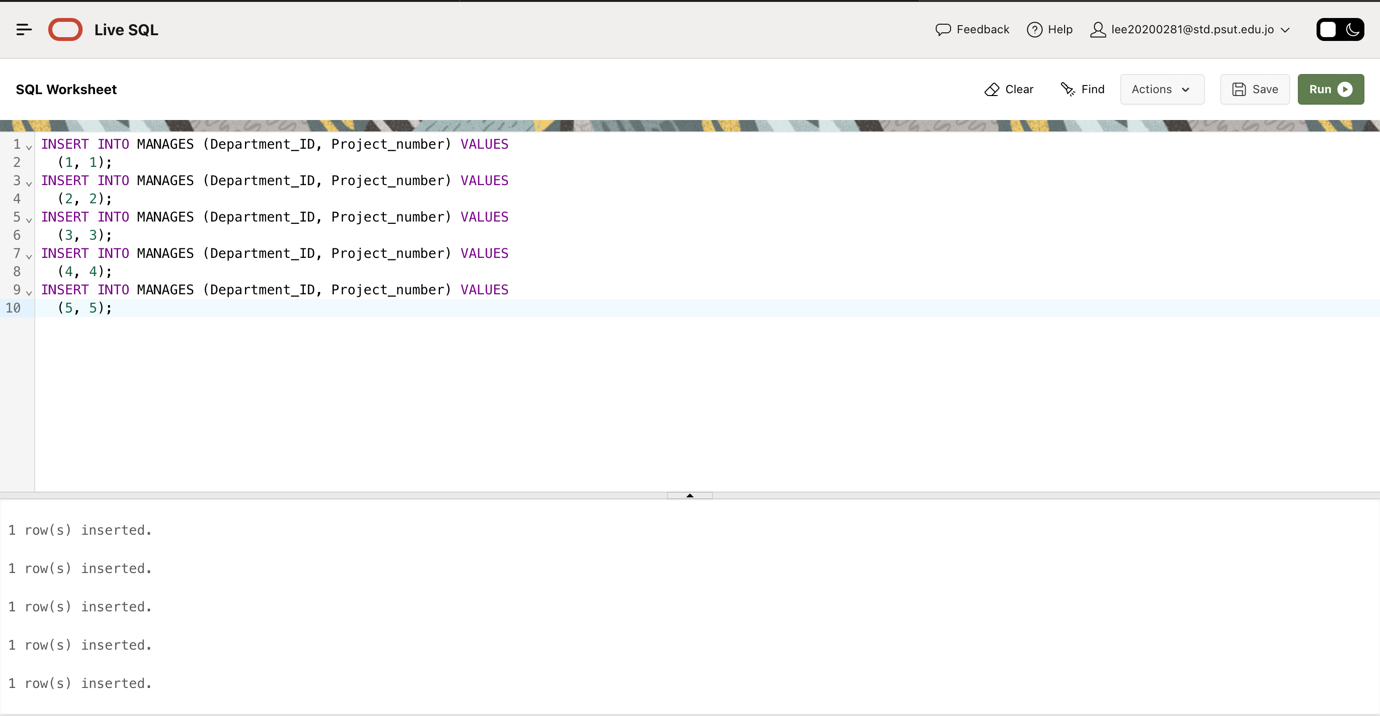 Live SQL
Feedback Help lee20200281@std.psut.edu.jo
SQL Worksheet
Clear Find Actions Save Run
1 INSERT INTO MANAGES (Department_ID, Project_number) VALUES
2 (1, 1);
3 INSERT INTO MANAGES (Department_ID, Project_number) VALUES
4 (2, 2);
5 INSERT INTO MANAGES (Department_ID, Project_number) VALUES
6 (3, 3);
7 INSERT INTO MANAGES (Department_ID, Project_number) VALUES
8 (4, 4);
9 INSERT INTO MANAGES (Department_ID, Project_number) VALUES
10 (5, 5);
1 row(s) inserted.
1 row(s) inserted.
1 row(s) inserted.
1 row(s) inserted.
1 row(s) inserted.